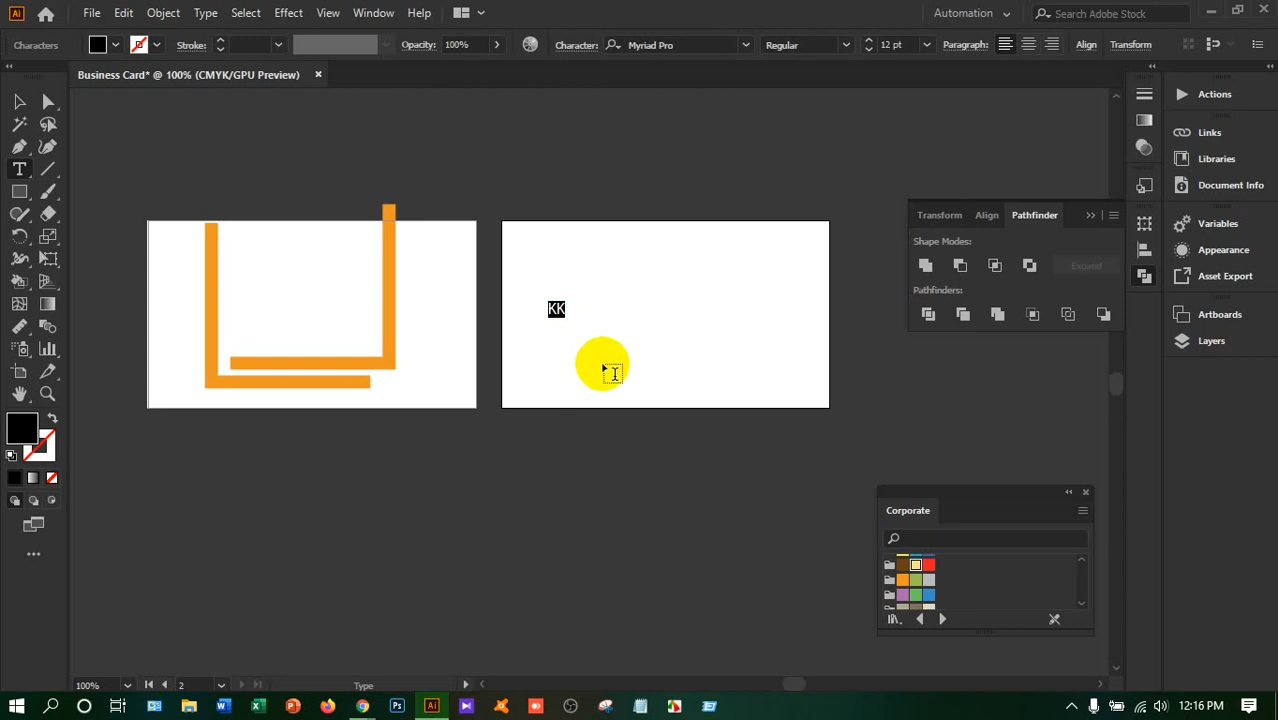 Ai File Edit Object Type Select Effect View Window Help Automation Search Adobe Stock
Characters Stroke: Opacity: 100% Character: Myriad Pro Regular 12 pt Paragraph: Align Transform
Business Card* @ 100% (CMYK/GPU Preview) ×
Actions
Links
Libraries
Document Info
Transform Align Pathfinder
Variables
Shape Modes:
Appearance
Expand
Asset Export
Pathfinders:
Artboards
Layers
KK
Corporate
100% 2 Type
12:16 PM